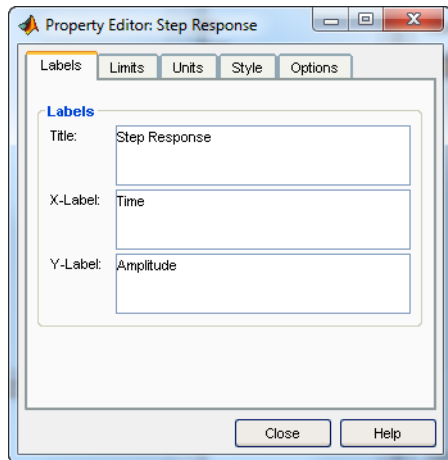 Property Editor: Step Response
Labels Limits Units Style Options
Labels
Title: Step Response
X-Label: Time
Y-Label: Amplitude
Close Help